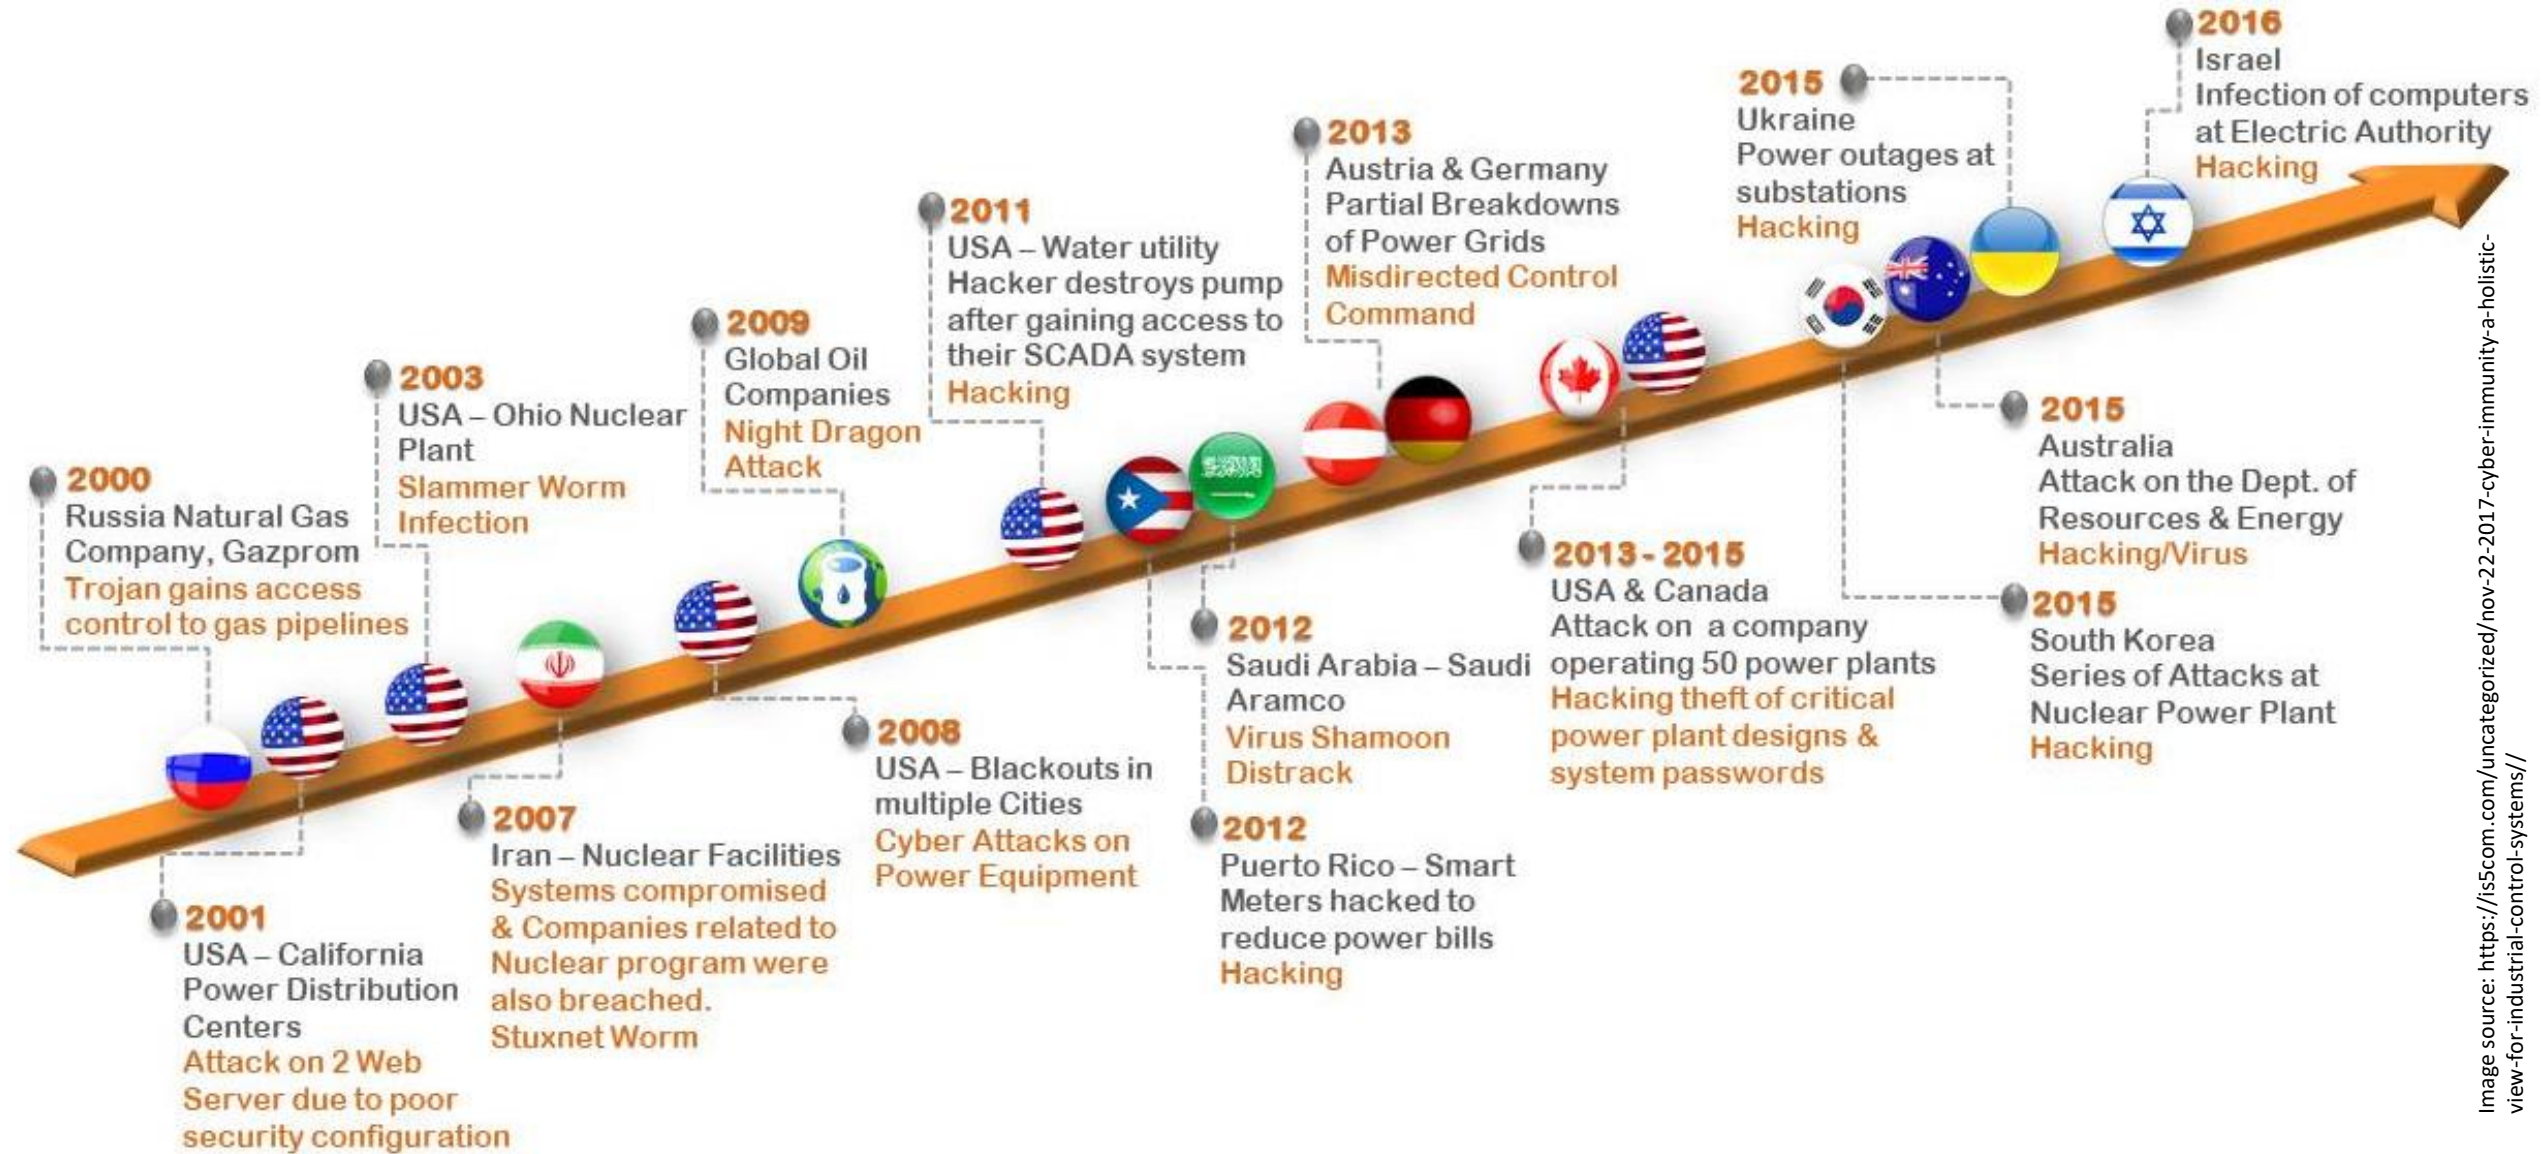 2000
Russia Natural Gas
Company, Gazprom
Trojan gains access
control to gas pipelines
2001
USA – California
Power Distribution
Centers
Attack on 2 Web
Server due to poor
security configuration
2003
USA – Ohio Nuclear
Plant
Slammer Worm
Infection
2007
Iran – Nuclear Facilities
Systems compromised
& Companies related to
Nuclear program were
also breached.
Stuxnet Worm
2008
USA – Blackouts in
multiple Cities
Cyber Attacks on
Power Equipment
2009
Global Oil
Companies
Night Dragon
Attack
2011
USA – Water utility
Hacker destroys pump
after gaining access to
their SCADA system
Hacking
2012
Saudi Arabia – Saudi
Aramco
Virus Shamoon
Distrack
2012
Puerto Rico – Smart
Meters hacked to
reduce power bills
Hacking
2013
Austria & Germany
Partial Breakdowns
of Power Grids
Misdirected Control
Command
2013 - 2015
USA & Canada
Attack on a company
operating 50 power plants
Hacking theft of critical
power plant designs &
system passwords
2015
Ukraine
Power outages at
substations
Hacking
2015
Australia
Attack on the Dept. of
Resources & Energy
Hacking/Virus
2015
South Korea
Series of Attacks at
Nuclear Power Plant
Hacking
2016
Israel
Infection of computers
at Electric Authority
Hacking
Image source: https://is5com.com/uncategorized/nov-22-2017-cyber-immunity-a-holistic-
view-for-industrial-control-systems//